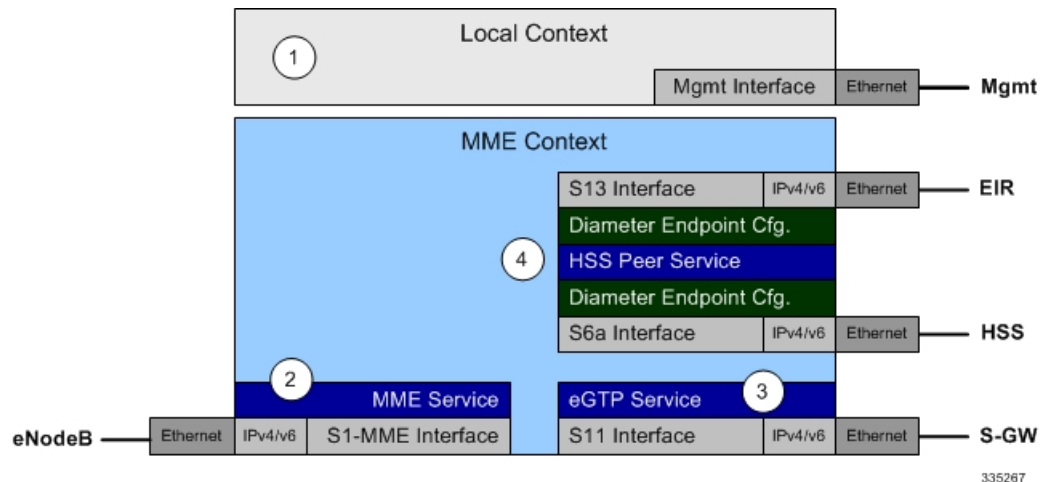 Local Context
1
Mgmt Interface Ethernet Mgmt
MME Context
S13 Interface IPv4/v6 Ethernet EIR
Diameter Endpoint Cfg.
4 HSS Peer Service
Diameter Endpoint Cfg.
S6a Interface IPv4/v6 Ethernet HSS
2 3
MME Service eGTP Service
eNodeB Ethernet IPv4/v6 S1-MME Interface S11 Interface IPv4/v6 Ethernet S-GW
335267